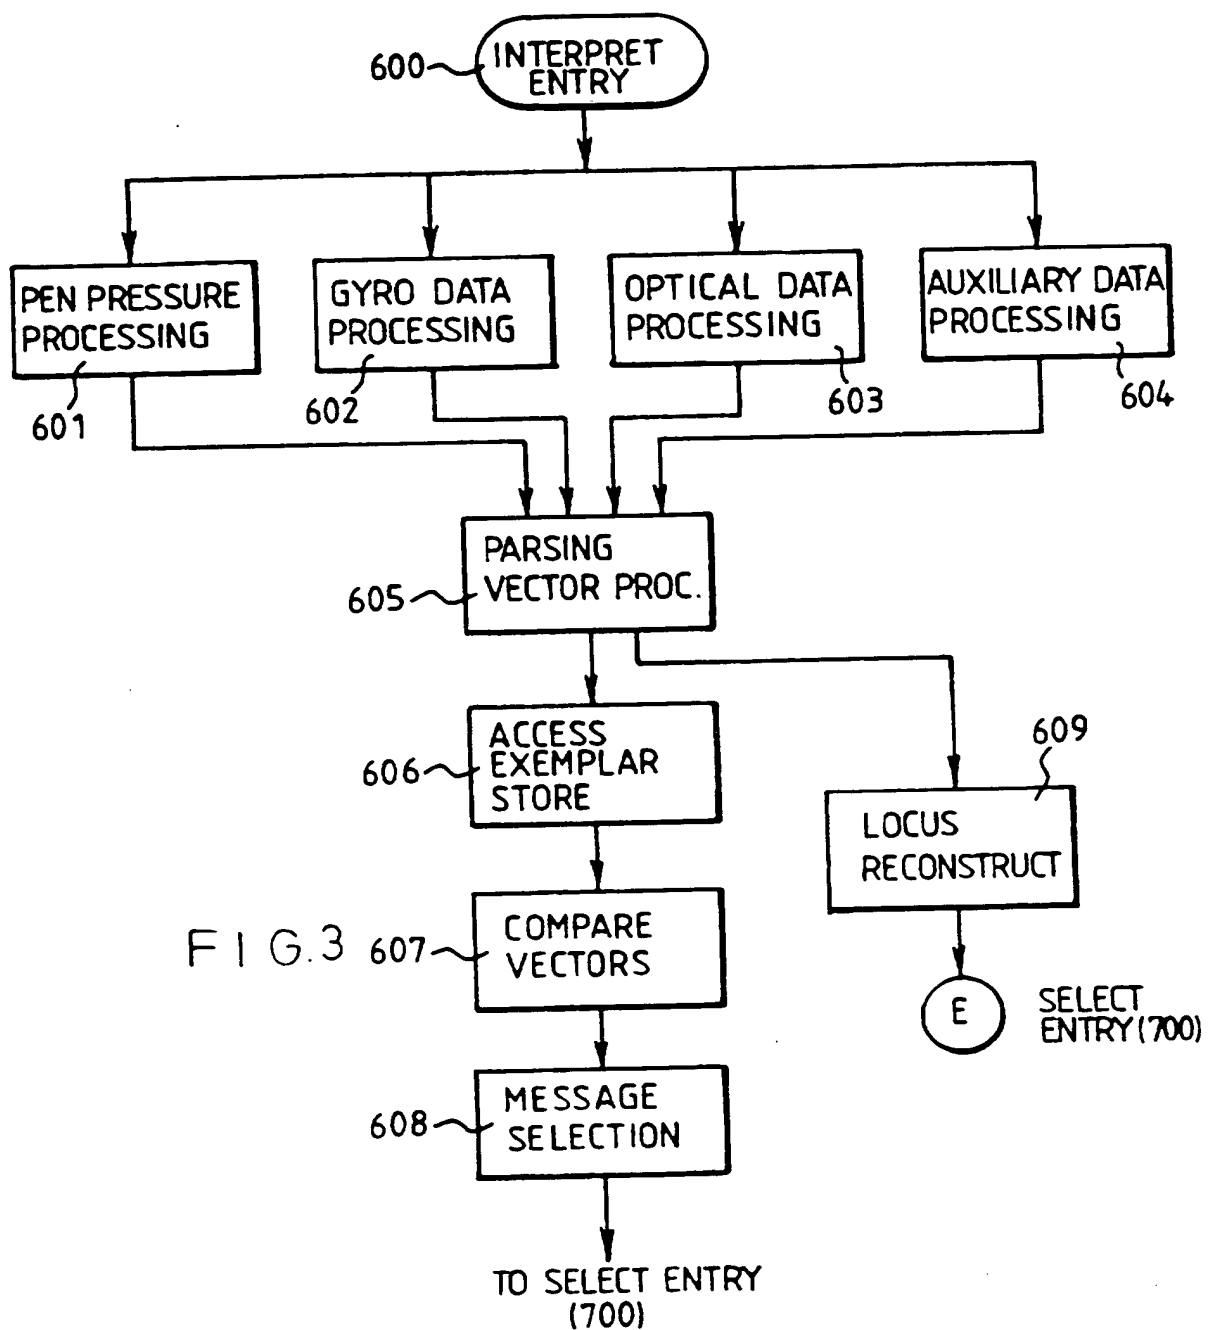 600
INTERPRET
ENTRY
PEN PRESSURE
PROCESSING
601
GYRO DATA
PROCESSING
602
OPTICAL DATA
PROCESSING
603
AUXILIARY DATA
PROCESSING
604
605
PARSING
VECTOR PROC.
606
ACCESS
EXEMPLAR
STORE
609
LOCUS
RECONSTRUCT
FIG.3
607
COMPARE
VECTORS
E
SELECT
ENTRY (700)
608
MESSAGE
SELECTION
TO SELECT ENTRY
(700)